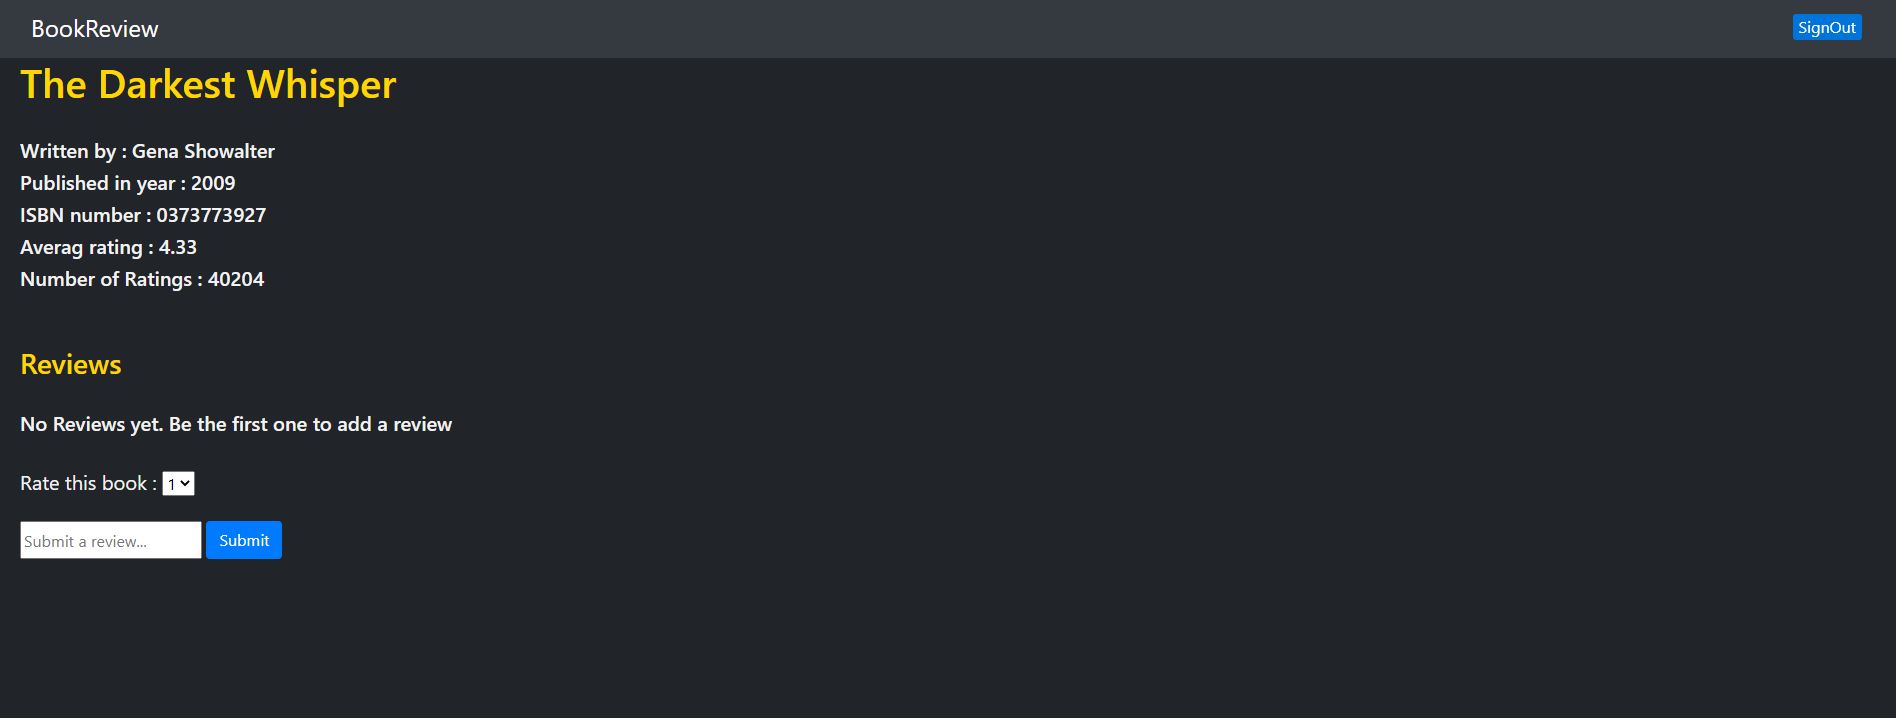 BookReview SignOut
The Darkest Whisper
Written by : Gena Showalter
Published in year : 2009
ISBN number : 0373773927
Averag rating : 4.33
Number of Ratings : 40204
Reviews
No Reviews yet. Be the first one to add a review
Rate this book : 1
Submit a review... Submit